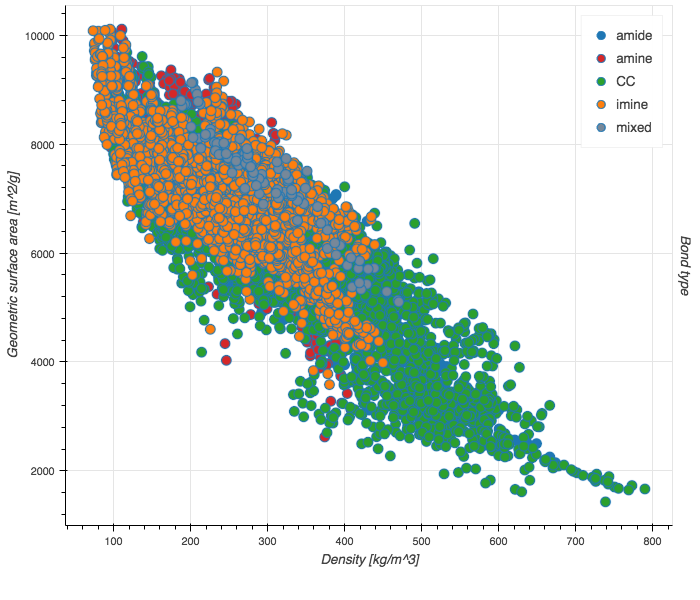 10000
8000
6000
4000
2000
Geometric surface area [m^2/g]
100 200 300 400 500 600 700 800
Density [kg/m^3]
amide
amine
CC
imine
mixed
Bond type